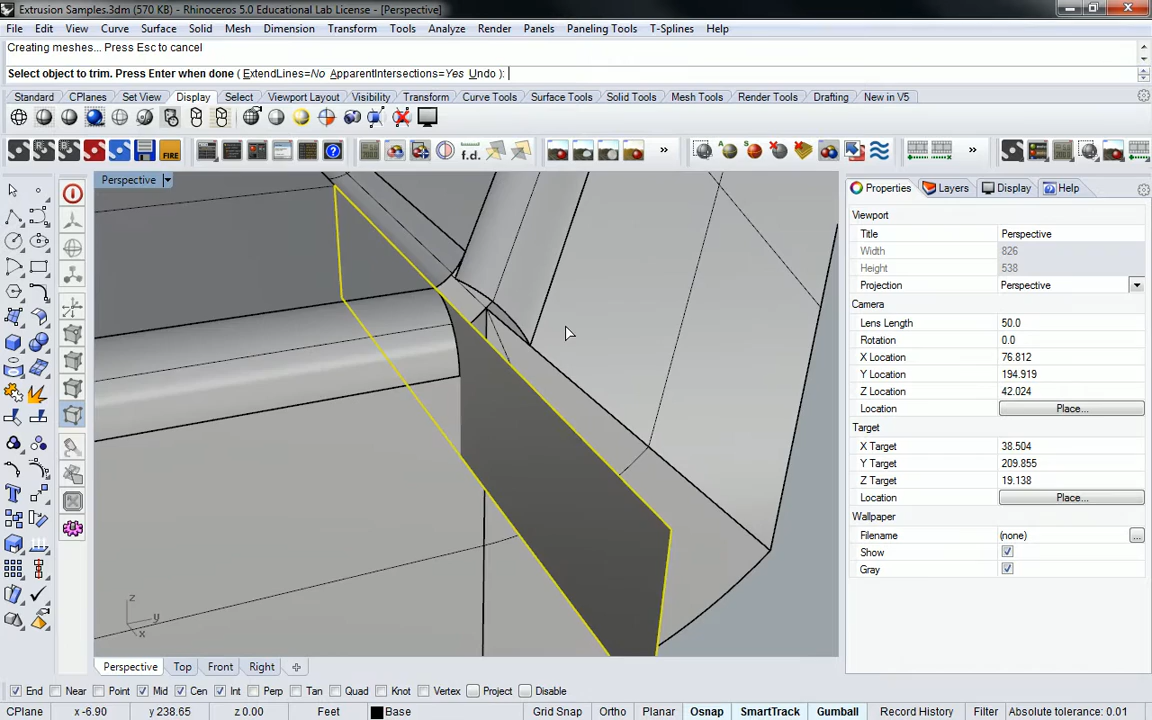 Extrusion Samples.3dm (570 KB) - Rhinoceros 5.0 Educational Lab License - [Perspective]
File Edit View Curve Surface Solid Mesh Dimension Transform Tools Analyze Render Panels Paneling Tools T-Splines Help
Creating meshes... Press Esc to cancel
Select object to trim. Press Enter when done ( ExtendLines=No ApparentIntersections=Yes Undo ):
Standard CPlanes Set View Display Select Viewport Layout Visibility Transform Curve Tools Surface Tools Solid Tools Mesh Tools Render Tools Drafting New in V5
FIRE f.d. » »
Perspective
Properties Layers Display Help
Viewport
Title Perspective
Width 826
Height 538
Projection Perspective
Camera
Lens Length 50.0
Rotation 0.0
X Location 76.812
Y Location 194.919
Z Location 42.024
Location Place...
Target
X Target 38.504
Y Target 209.855
Z Target 19.138
Location Place...
Wallpaper
Filename (none) ...
Show
Gray
z
y
x
Perspective Top Front Right
End Near Point Mid Cen Int Perp Tan Quad Knot Vertex Project Disable
CPlane x -6.90 y 238.65 z 0.00 Feet Base Grid Snap Ortho Planar Osnap SmartTrack Gumball Record History Filter Absolute tolerance: 0.01